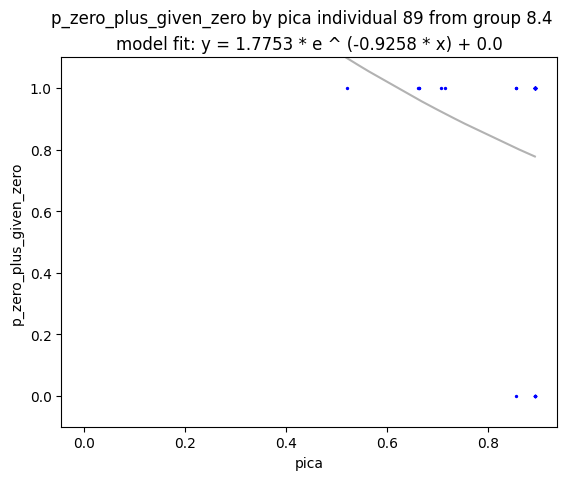 p_zero_plus_given_zero by pica individual 89 from group 8.4
model fit: y = 1.7753 * e ^ (-0.9258 * x) + 0.0
1.0
0.8
0.6
0.4
0.2
0.0
p_zero_plus_given_zero
0.0 0.2 0.4 0.6 0.8
pica